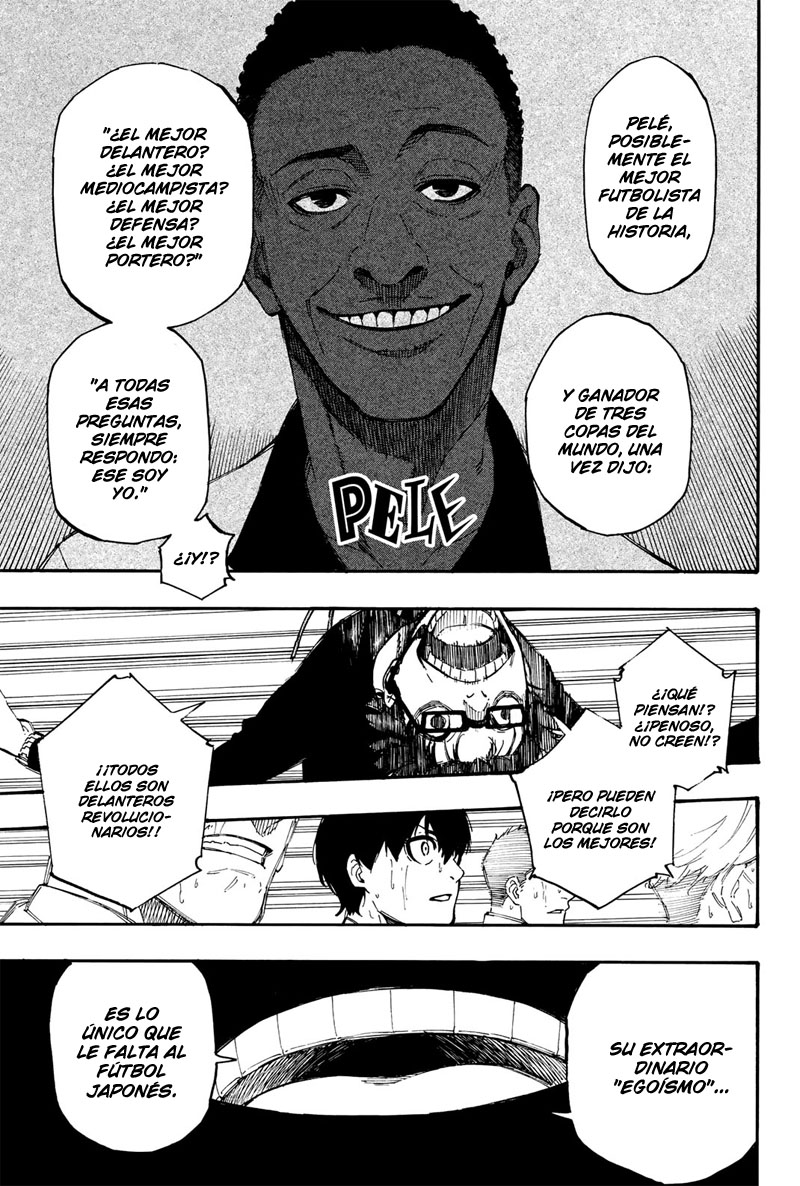 PELÉ,
POSIBLE-
MENTE EL
MEJOR
FUTBOLISTA
DE LA
HISTORIA,
Y GANADOR
DE TRES
COPAS DEL
MUNDO, UNA
VEZ DIJO:
"¿EL MEJOR
DELANTERO?
¿EL MEJOR
MEDIOCAMPISTA?
¿EL MEJOR
DEFENSA?
¿EL MEJOR
PORTERO?"
"A TODAS
ESAS
PREGUNTAS,
SIEMPRE
RESPONDO:
ESE SOY
YO."
PELE
¿¡Y!?
¿¡QUÉ
PIENSAN!?
¿¡PENOSO,
NO CREEN!?
¡PERO PUEDEN
DECIRLO
PORQUE SON
LOS MEJORES!
¡¡TODOS
ELLOS SON
DELANTEROS
REVOLUCIO-
NARIOS!!
SU EXTRAOR-
DINARIO
"EGOÍSMO"...
ES LO
ÚNICO QUE
LE FALTA AL
FÚTBOL
JAPONÉS.